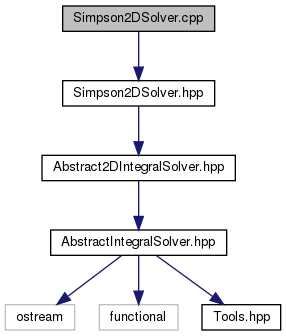 Simpson2DSolver.cpp
Simpson2DSolver.hpp
Abstract2DIntegralSolver.hpp
AbstractIntegralSolver.hpp
ostream
functional
Tools.hpp